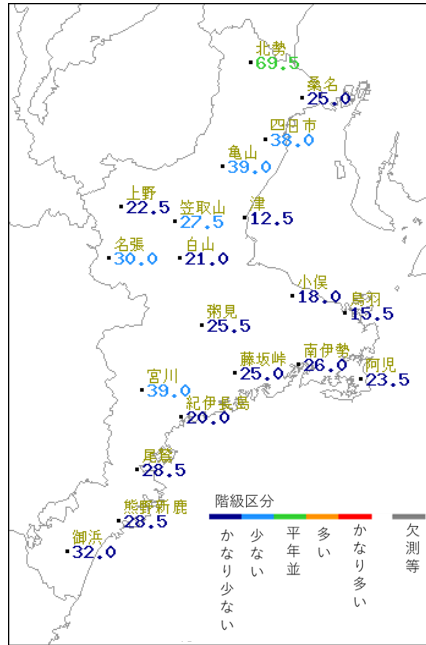 北勢
69.5
桑名
25.0
四日市
38.0
亀山
39.0
上野
22.5
笠取山
27.5
津
12.5
名張
30.0
白山
21.0
小俣
18.0
鳥羽
15.5
粥見
25.5
藤坂峠
25.0
南伊勢
26.0
阿児
23.5
宮川
39.0
紀伊長島
20.0
尾鷲
28.5
熊野新鹿
28.5
御浜
32.0
階級区分
かなり少ない
少ない
平年並
多い
かなり多い
欠測等